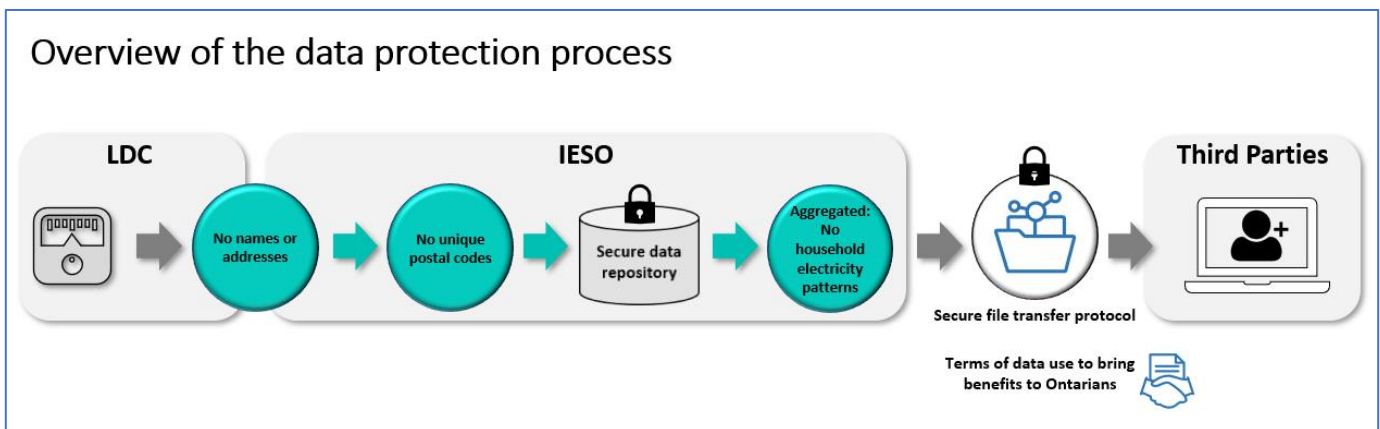 Overview of the data protection process
LDC
IESO
Third Parties
No names or
addresses
No unique
postal codes
Secure data
repository
Aggregated:
No
household
electricity
patterns
Secure file transfer protocol
Terms of data use to bring
benefits to Ontarians